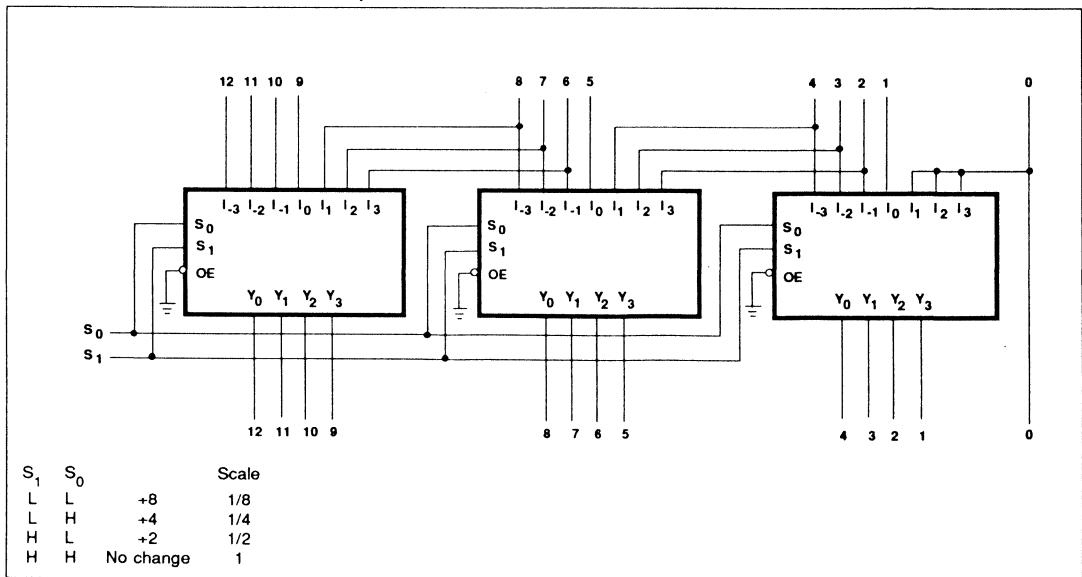 12 11 10 9 8 7 6 5 4 3 2 1 0
I-3 I-2 I-1 I0 I1 I2 I3 I-3 I-2 I-1 I0 I1 I2 I3 I-3 I-2 I-1 I0 I1 I2 I3
S0 S0 S0
S1 S1 S1
OE OE OE
Y0 Y1 Y2 Y3 Y0 Y1 Y2 Y3 Y0 Y1 Y2 Y3
S0
S1
12 11 10 9 8 7 6 5 4 3 2 1 0
S1 S0 Scale
L L +8 1/8
L H +4 1/4
H L +2 1/2
H H No change 1